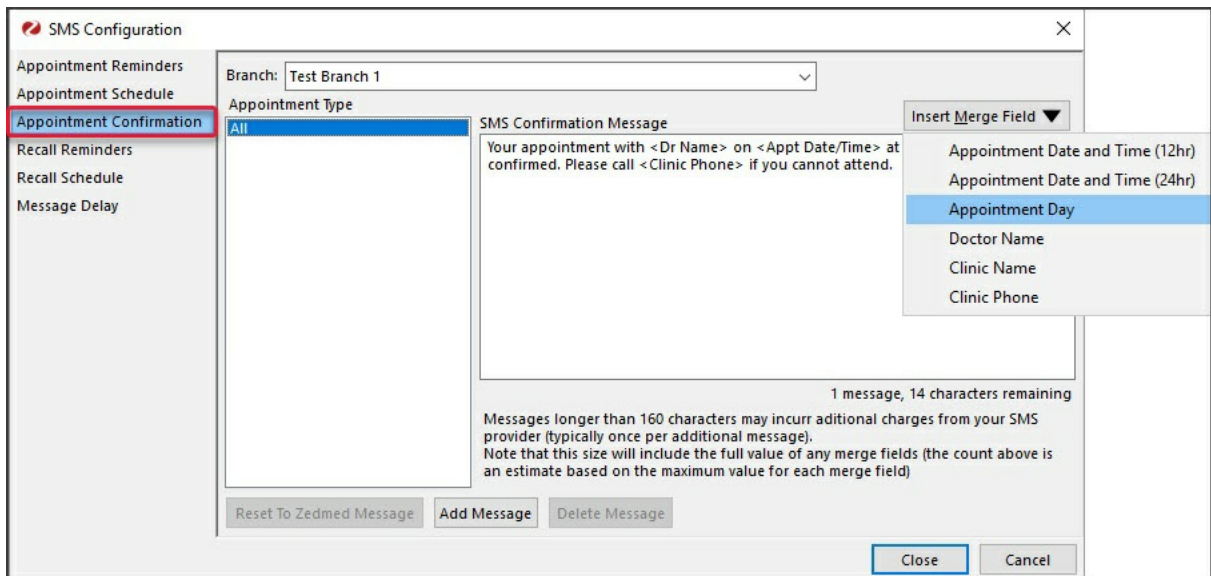 SMS Configuration
Appointment Reminders
Appointment Schedule
Appointment Confirmation
Recall Reminders
Recall Schedule
Message Delay
Branch: Test Branch 1
Appointment Type
All
SMS Confirmation Message
Insert Merge Field
Your appointment with <Dr Name> on <Appt Date/Time> at
confirmed. Please call <Clinic Phone> if you cannot attend.
Appointment Date and Time (12hr)
Appointment Date and Time (24hr)
Appointment Day
Doctor Name
Clinic Name
Clinic Phone
1 message, 14 characters remaining
Messages longer than 160 characters may incurr aditional charges from your SMS
provider (typically once per additional message).
Note that this size will include the full value of any merge fields (the count above is
an estimate based on the maximum value for each merge field)
Reset To Zedmed Message
Add Message
Delete Message
Close
Cancel